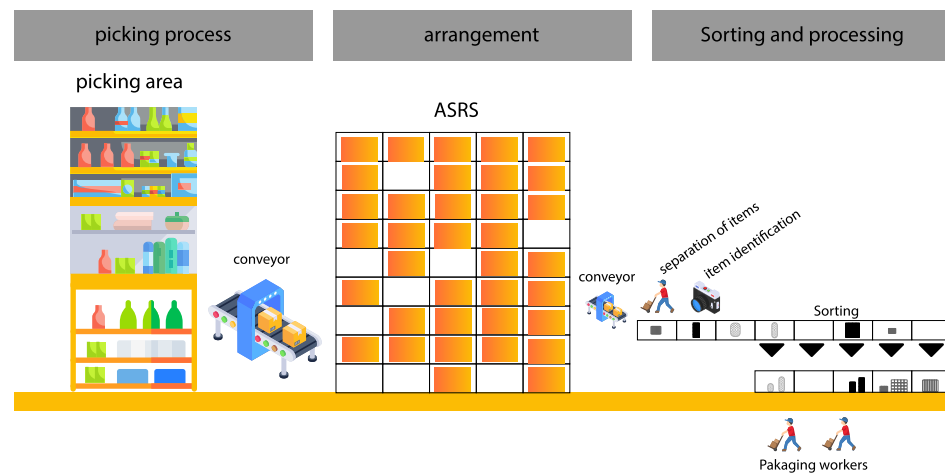 picking process
arrangement
Sorting and processing
picking area
ASRS
conveyor
conveyor
separation of items
item identification
Sorting
Pakaging workers